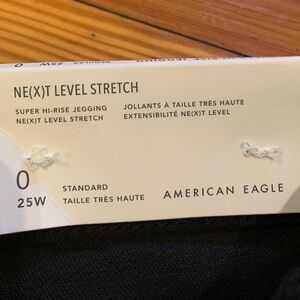 NE(X)T LEVEL STRETCH
SUPER HI-RISE JEGGING
NE(X)T LEVEL STRETCH
JOLLANTS À TAILLE TRÈS HAUTE
EXTENSIBILITÉ NE(X)T LEVEL
0
25W
STANDARD
TAILLE TRÈS HAUTE
AMERICAN EAGLE